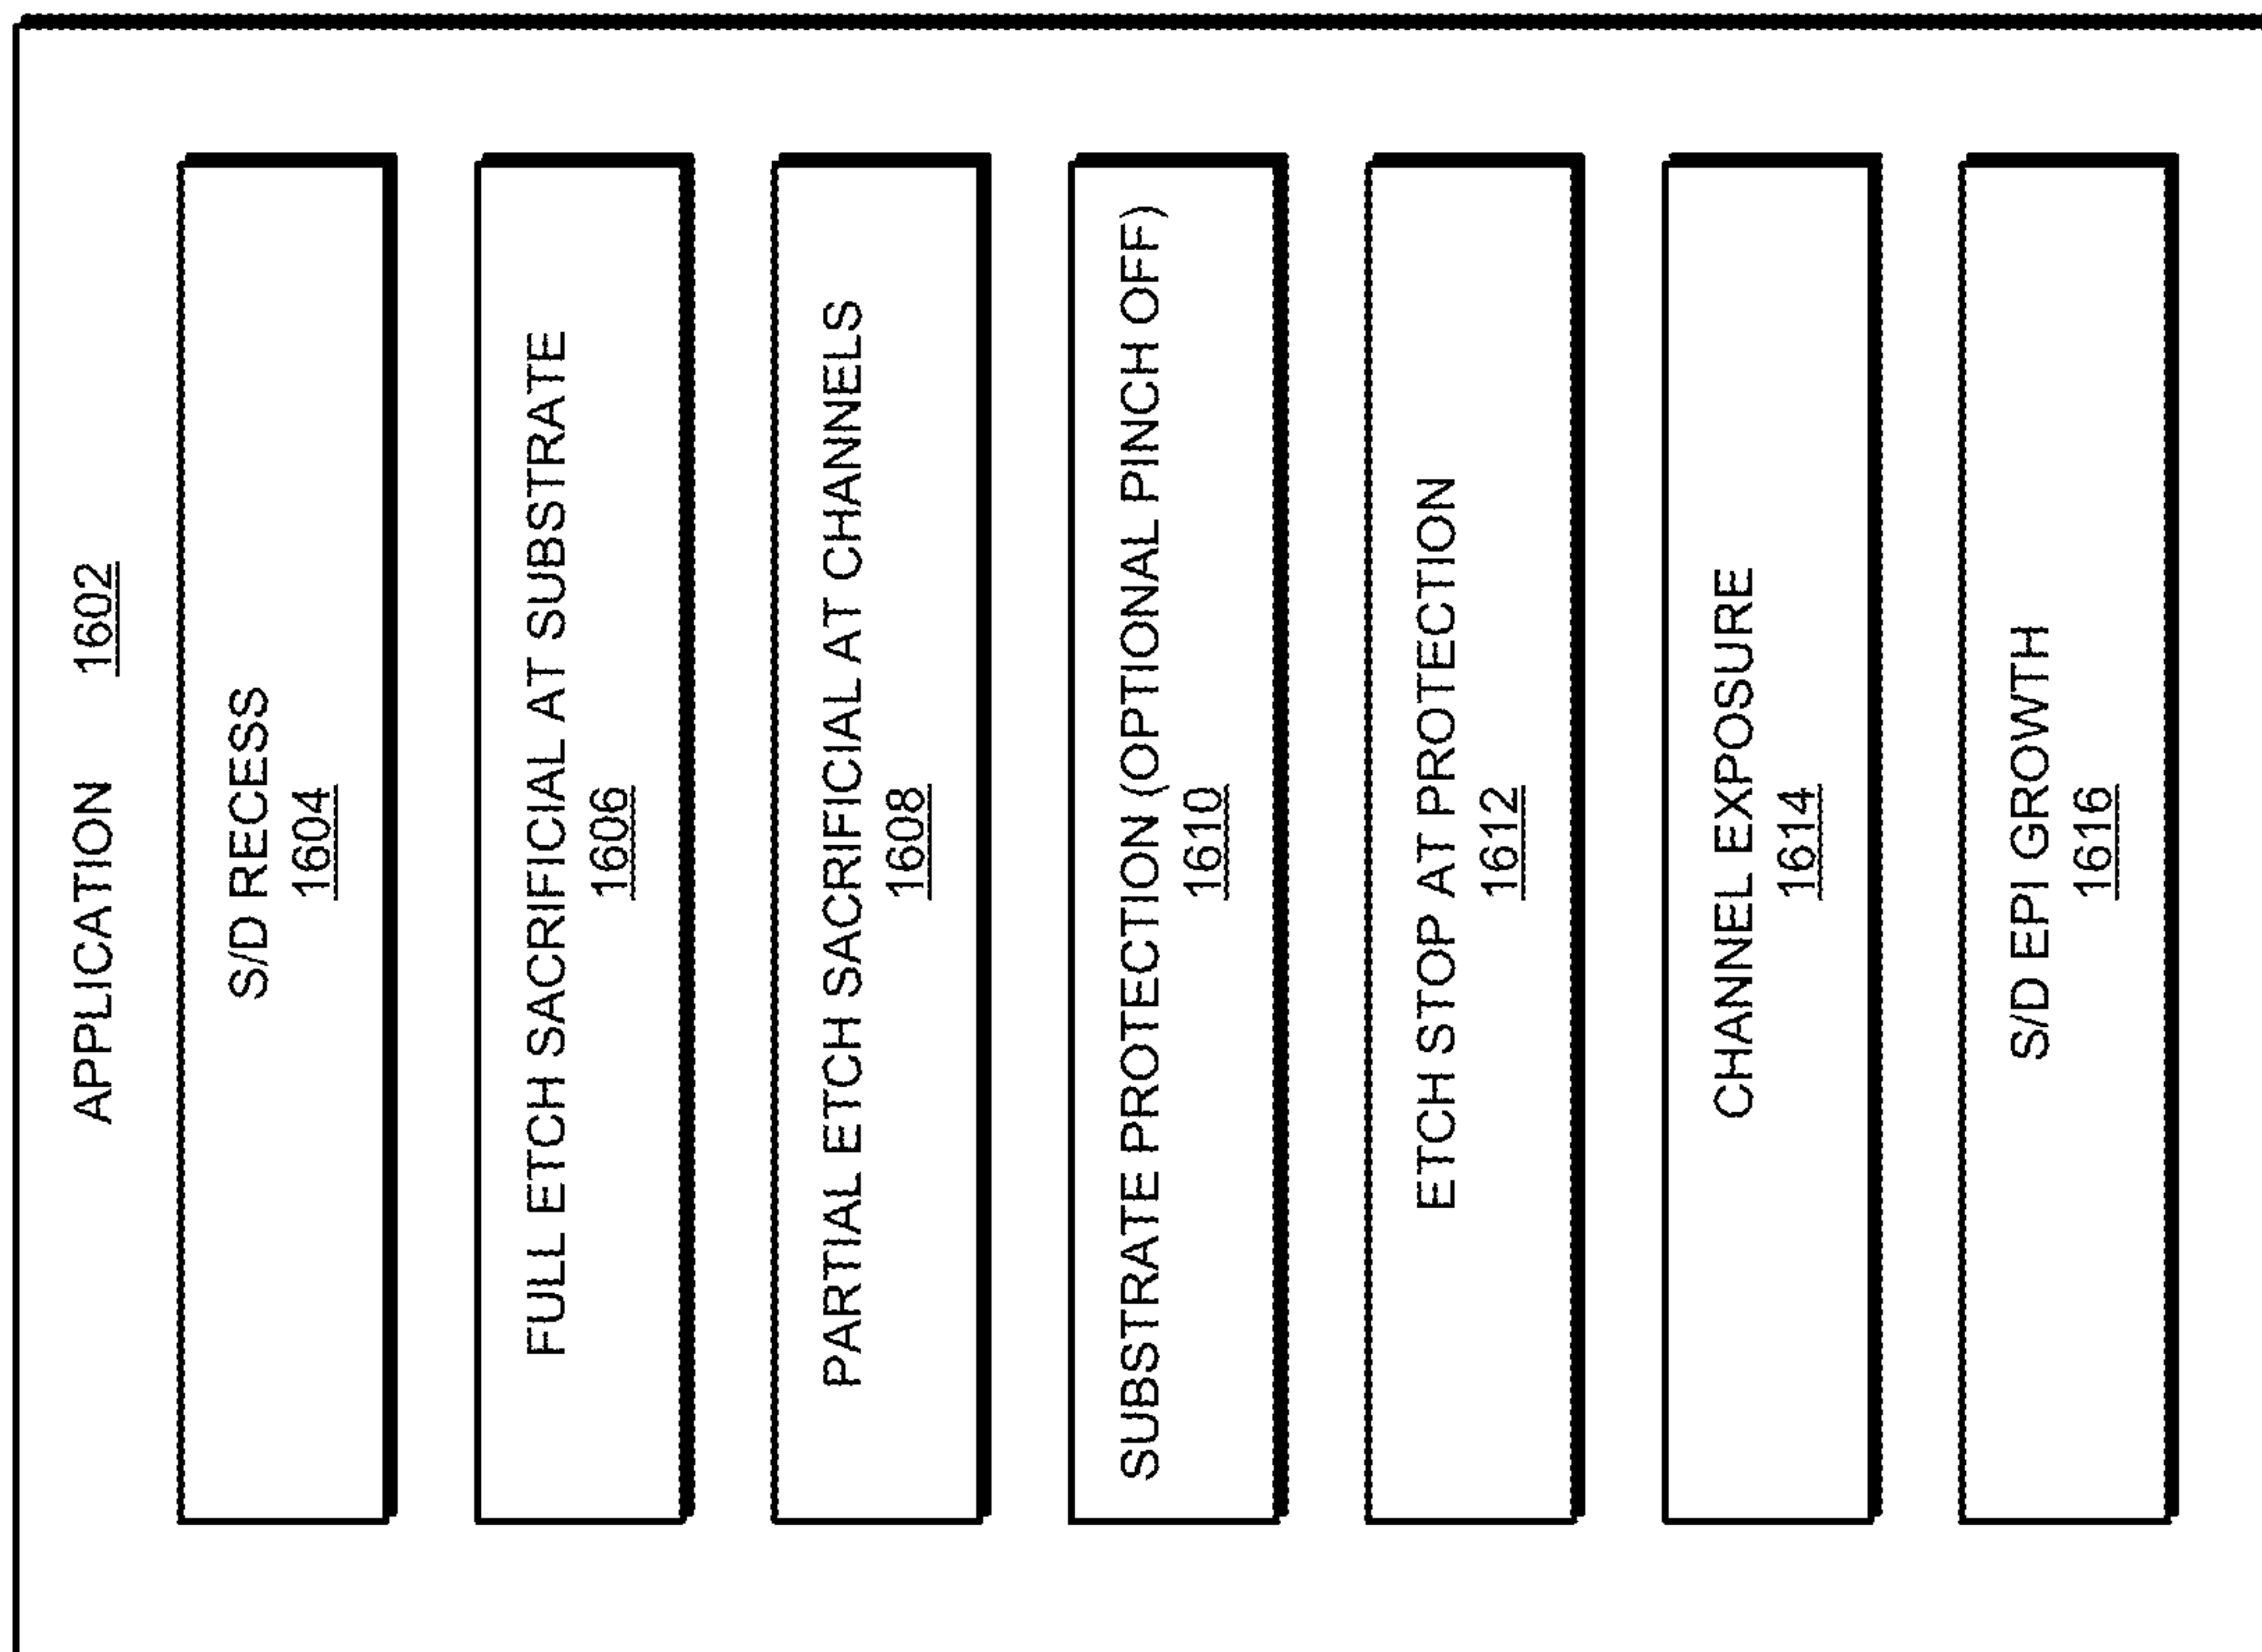 APPLICATION 1602
S/D RECESS
1604
FULL ETCH SACRIFICIAL AT SUBSTRATE
1606
PARTIAL ETCH SACRIFICIAL AT CHANNELS
1608
SUBSTRATE PROTECTION (OPTIONAL PINCH OFF)
1610
ETCH STOP AT PROTECTION
1612
CHANNEL EXPOSURE
1614
S/D EPI GROWTH
1616